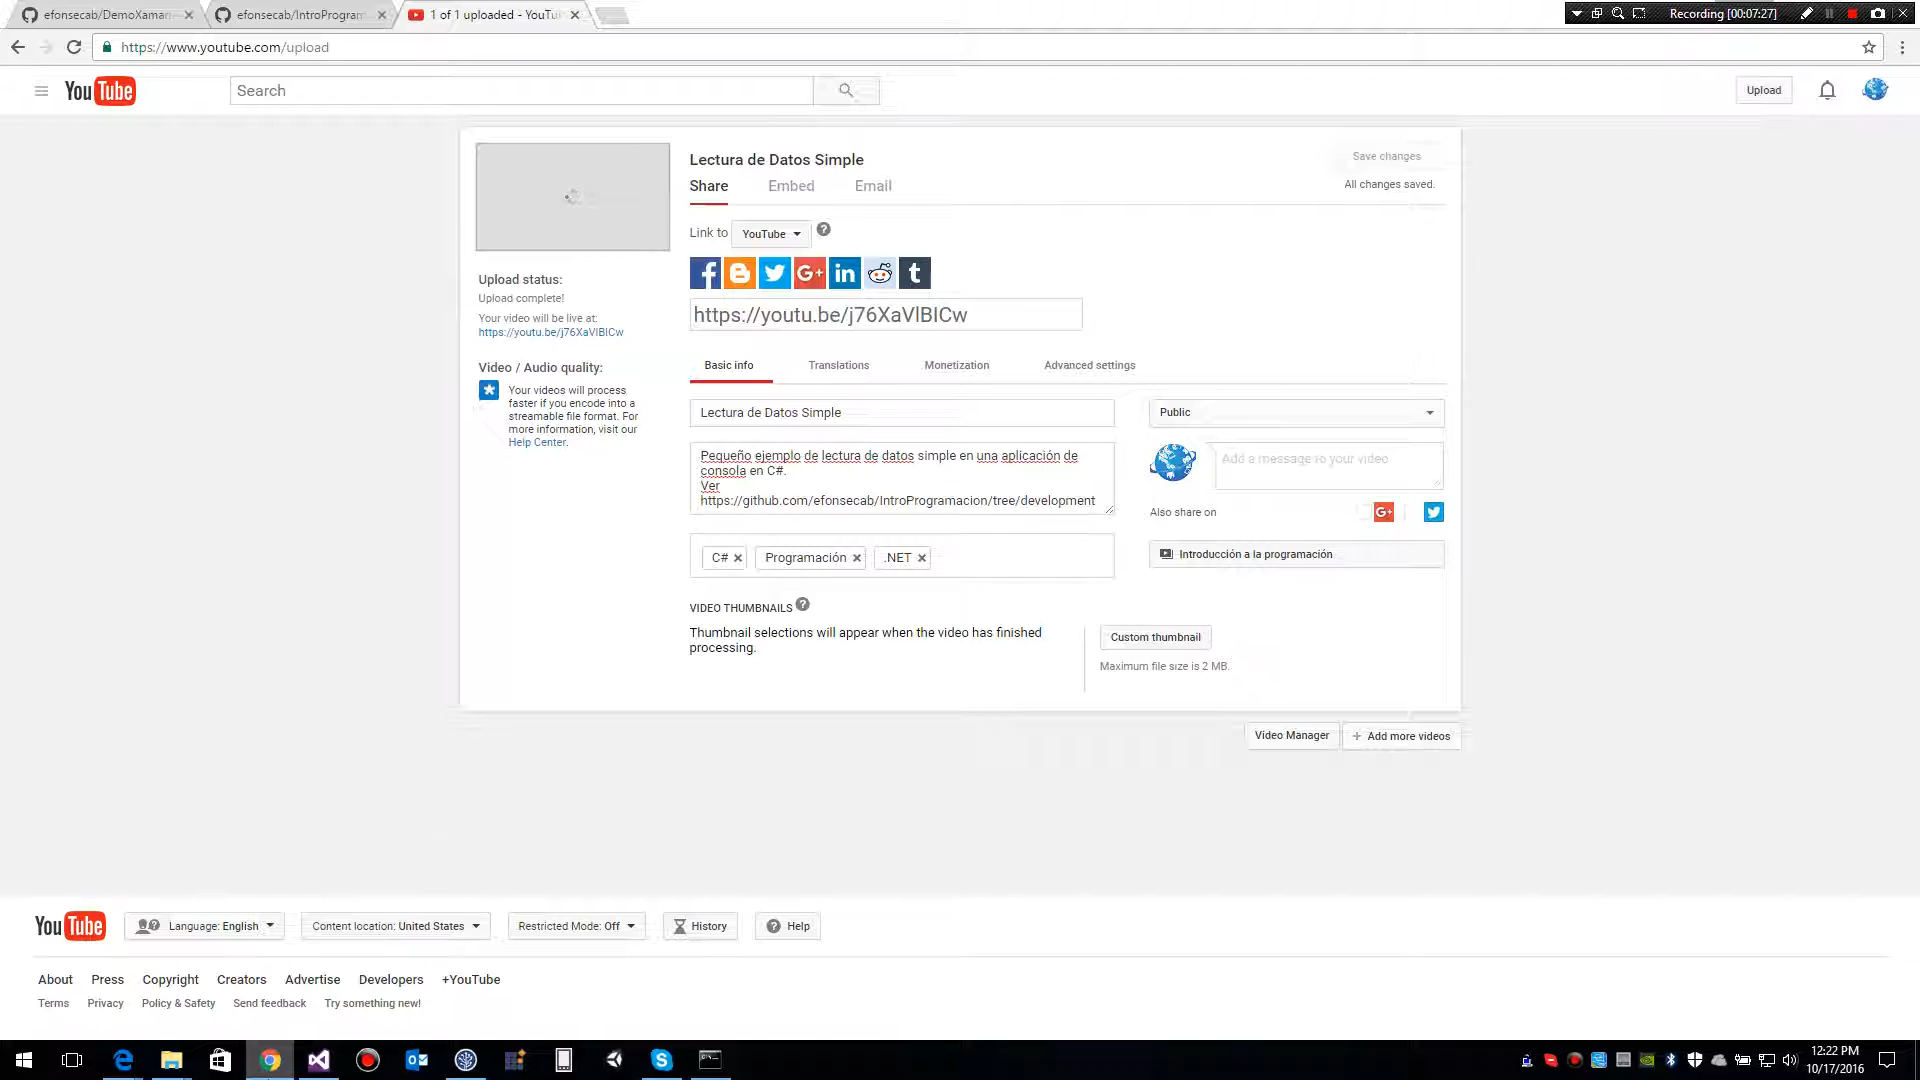 efonsecab/DemoXaman
efonsecab/IntroProgram
1 of 1 uploaded - YouTu
Recording [00:07:27]
https://www.youtube.com/upload
YouTube
Search
Upload
Lectura de Datos Simple
Save changes
Share
Embed
Email
All changes saved.
Link to
YouTube
https://youtu.be/j76XaVlBICw
Upload status:
Upload complete!
Your video will be live at:
https://youtu.be/j76XaVlBICw
Video / Audio quality:
Your videos will process
faster if you encode into a
streamable file format. For
more information, visit our
Help Center.
Basic info
Translations
Monetization
Advanced settings
Lectura de Datos Simple
Public
Pequeño ejemplo de lectura de datos simple en una aplicación de
consola en C#.
Ver
https://github.com/efonsecab/IntroProgramacion/tree/development
Add a message to your video
Also share on
G+
C#
Programación
.NET
Introducción a la programación
VIDEO THUMBNAILS
Thumbnail selections will appear when the video has finished
processing.
Custom thumbnail
Maximum file size is 2 MB.
Video Manager
+ Add more videos
YouTube
Language: English
Content location: United States
Restricted Mode: Off
History
Help
About
Press
Copyright
Creators
Advertise
Developers
+YouTube
Terms
Privacy
Policy & Safety
Send feedback
Try something new!
12:22 PM
10/17/2016